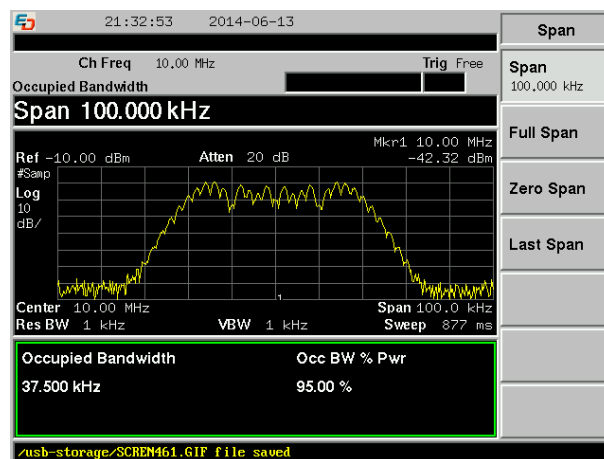 21:32:53 2014-06-13
Ch Freq 10.00 MHz Trig Free
Occupied Bandwidth
Span 100.000 kHz
Mkr1 10.00 MHz
Ref -10.00 dBm Atten 20 dB -42.32 dBm
#Samp
Log
10
dB/
1
Center 10.00 MHz Span 100.0 kHz
Res BW 1 kHz VBW 1 kHz Sweep 877 ms
Occupied Bandwidth Occ BW % Pwr
37.500 kHz 95.00 %
/usb-storage/SCREN461.GIF file saved
Span
Span
100.000 kHz
Full Span
Zero Span
Last Span